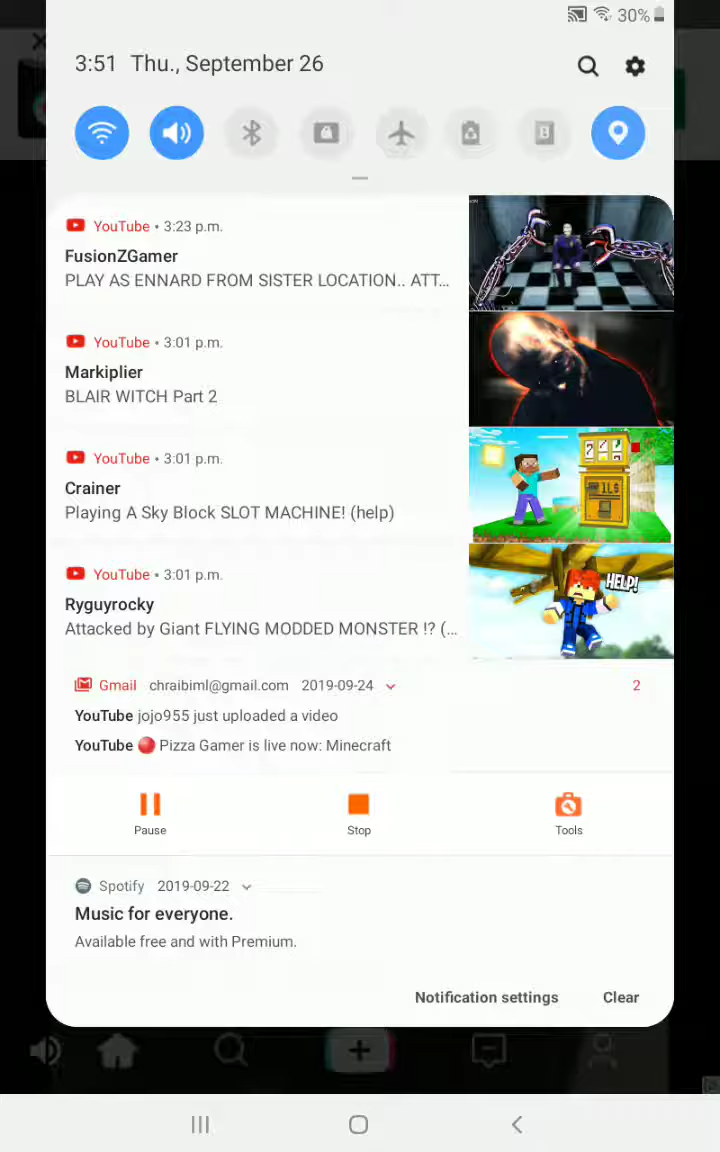 30%
3:51 Thu., September 26
YouTube • 3:23 p.m.
FusionZGamer
PLAY AS ENNARD FROM SISTER LOCATION.. ATT...
YouTube • 3:01 p.m.
Markiplier
BLAIR WITCH Part 2
YouTube • 3:01 p.m.
Crainer
Playing A Sky Block SLOT MACHINE! (help)
YouTube • 3:01 p.m.
Ryguyrocky
Attacked by Giant FLYING MODDED MONSTER !? (...
HELP!
Gmail chraibiml@gmail.com 2019-09-24 2
YouTube jojo955 just uploaded a video
YouTube 🔴 Pizza Gamer is live now: Minecraft
Pause Stop Tools
Spotify 2019-09-22
Music for everyone.
Available free and with Premium.
Notification settings Clear